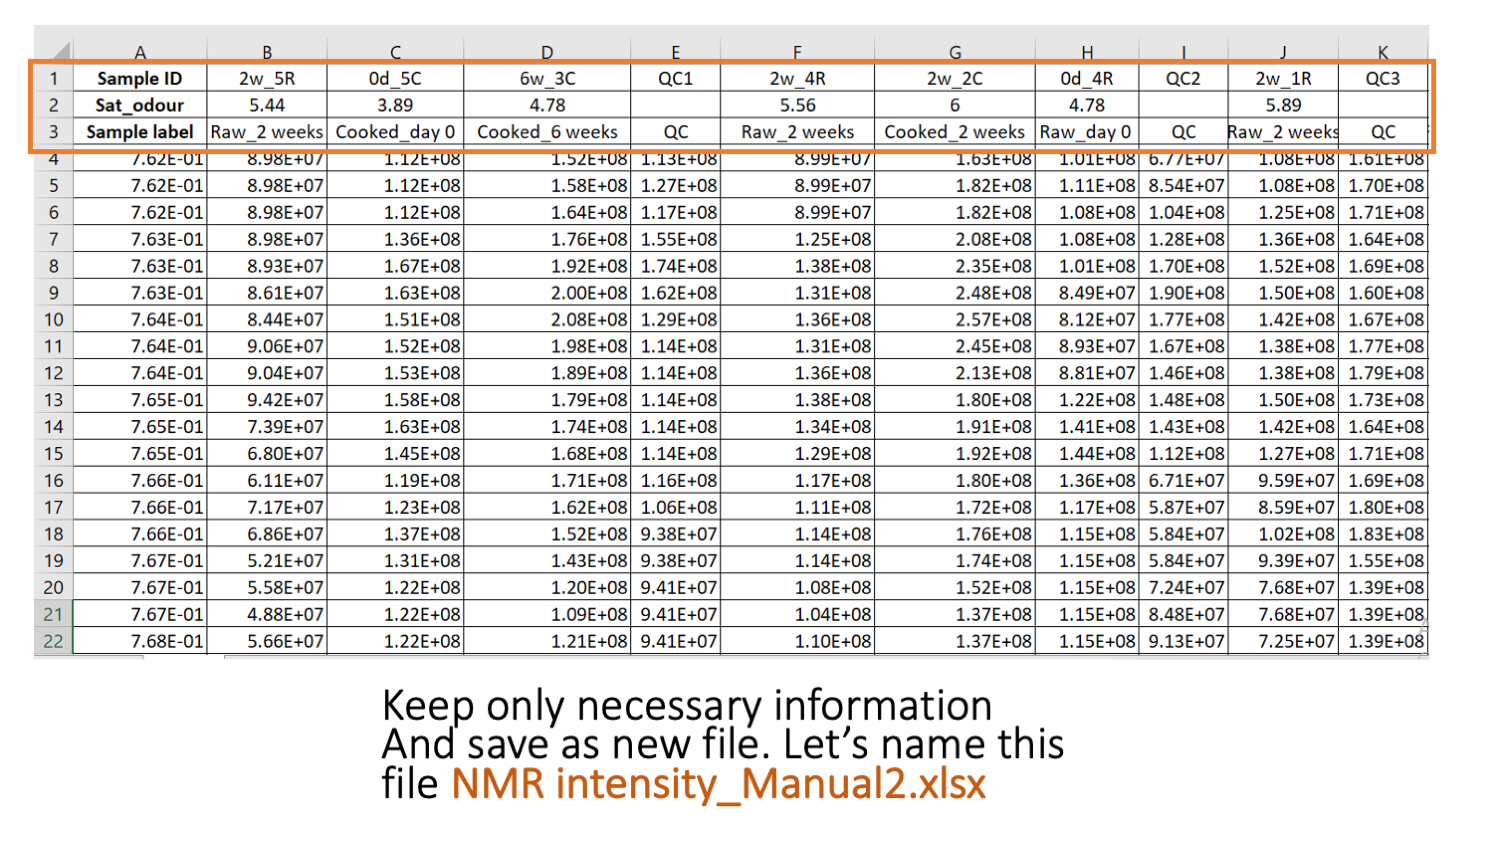 A B C D E F G H I J K
1 Sample ID 2w_5R 0d_5C 6w_3C QC1 2w_4R 2w_2C 0d_4R QC2 2w_1R QC3
2 Sat_odour 5.44 3.89 4.78 5.56 6 4.78 5.89
3 Sample label Raw_2 weeks Cooked_day 0 Cooked_6 weeks QC Raw_2 weeks Cooked_2 weeks Raw_day 0 QC Raw_2 weeks QC
4 7.62E-01 8.98E+07 1.12E+08 1.52E+08 1.13E+08 8.99E+07 1.63E+08 1.01E+08 6.77E+07 1.08E+08 1.61E+08
5 7.62E-01 8.98E+07 1.12E+08 1.58E+08 1.27E+08 8.99E+07 1.82E+08 1.11E+08 8.54E+07 1.08E+08 1.70E+08
6 7.62E-01 8.98E+07 1.12E+08 1.64E+08 1.17E+08 8.99E+07 1.82E+08 1.08E+08 1.04E+08 1.25E+08 1.71E+08
7 7.63E-01 8.98E+07 1.36E+08 1.76E+08 1.55E+08 1.25E+08 2.08E+08 1.08E+08 1.28E+08 1.36E+08 1.64E+08
8 7.63E-01 8.93E+07 1.67E+08 1.92E+08 1.74E+08 1.38E+08 2.35E+08 1.01E+08 1.70E+08 1.52E+08 1.69E+08
9 7.63E-01 8.61E+07 1.63E+08 2.00E+08 1.62E+08 1.31E+08 2.48E+08 8.49E+07 1.90E+08 1.50E+08 1.60E+08
10 7.64E-01 8.44E+07 1.51E+08 2.08E+08 1.29E+08 1.36E+08 2.57E+08 8.12E+07 1.77E+08 1.42E+08 1.67E+08
11 7.64E-01 9.06E+07 1.52E+08 1.98E+08 1.14E+08 1.31E+08 2.45E+08 8.93E+07 1.67E+08 1.38E+08 1.77E+08
12 7.64E-01 9.04E+07 1.53E+08 1.89E+08 1.14E+08 1.36E+08 2.13E+08 8.81E+07 1.46E+08 1.38E+08 1.79E+08
13 7.65E-01 9.42E+07 1.58E+08 1.79E+08 1.14E+08 1.38E+08 1.80E+08 1.22E+08 1.48E+08 1.50E+08 1.73E+08
14 7.65E-01 7.39E+07 1.63E+08 1.74E+08 1.14E+08 1.34E+08 1.91E+08 1.41E+08 1.43E+08 1.42E+08 1.64E+08
15 7.65E-01 6.80E+07 1.45E+08 1.68E+08 1.14E+08 1.29E+08 1.92E+08 1.44E+08 1.12E+08 1.27E+08 1.71E+08
16 7.66E-01 6.11E+07 1.19E+08 1.71E+08 1.16E+08 1.17E+08 1.80E+08 1.36E+08 6.71E+07 9.59E+07 1.69E+08
17 7.66E-01 7.17E+07 1.23E+08 1.62E+08 1.06E+08 1.11E+08 1.72E+08 1.17E+08 5.87E+07 8.59E+07 1.80E+08
18 7.66E-01 6.86E+07 1.37E+08 1.52E+08 9.38E+07 1.14E+08 1.76E+08 1.15E+08 5.84E+07 1.02E+08 1.83E+08
19 7.67E-01 5.21E+07 1.31E+08 1.43E+08 9.38E+07 1.14E+08 1.74E+08 1.15E+08 5.84E+07 9.39E+07 1.55E+08
20 7.67E-01 5.58E+07 1.22E+08 1.20E+08 9.41E+07 1.08E+08 1.52E+08 1.15E+08 7.24E+07 7.68E+07 1.39E+08
21 7.67E-01 4.88E+07 1.22E+08 1.09E+08 9.41E+07 1.04E+08 1.37E+08 1.15E+08 8.48E+07 7.68E+07 1.39E+08
22 7.68E-01 5.66E+07 1.22E+08 1.21E+08 9.41E+07 1.10E+08 1.37E+08 1.15E+08 9.13E+07 7.25E+07 1.39E+08
Keep only necessary information
And save as new file. Let's name this
file NMR intensity_Manual2.xlsx